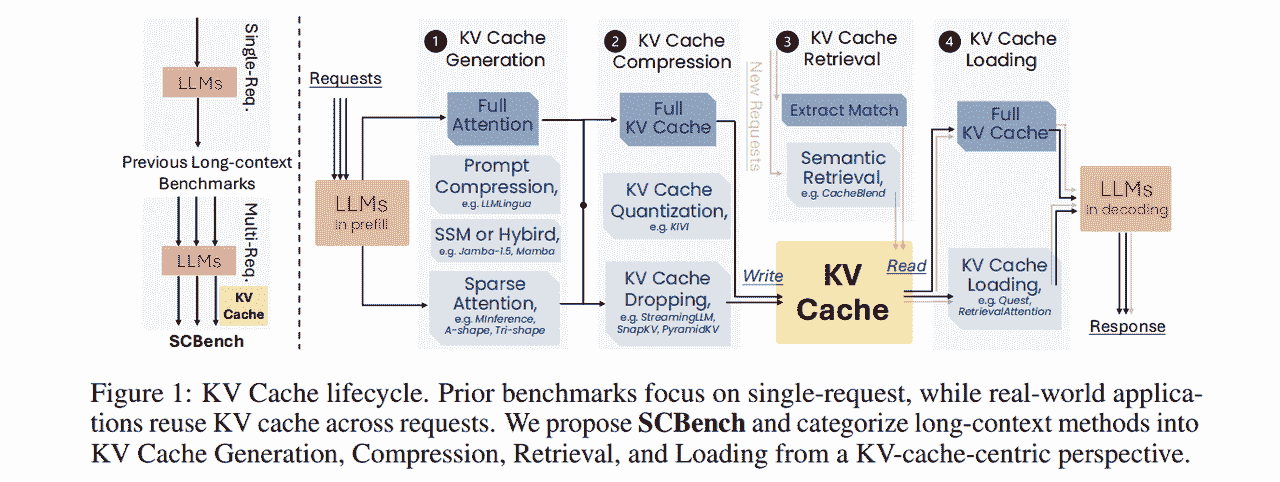 Single-Req.
LLMs
Previous Long-context
Benchmarks
Multi-Req.
LLMs
KV
Cache
SCBench
Requests
LLMs
in prefill
1 KV Cache
Generation
Full
Attention
Prompt
Compression,
e.g. LLMLingua
SSM or Hybird,
e.g. Jamba-1.5, Mamba
Sparse
Attention,
e.g. MInference,
A-shape, Tri-shape
2 KV Cache
Compression
Full
KV Cache
KV Cache
Quantization,
e.g. KIVI
KV Cache
Dropping,
e.g. StreamingLLM,
SnapKV, PyramidKV
3 KV Cache
Retrieval
New Requests
Extract Match
Semantic
Retrieval,
e.g. CacheBlend
Write
Read
KV
Cache
4 KV Cache
Loading
Full
KV Cache
KV Cache
Loading,
e.g. Quest,
RetrievalAttention
LLMs
in decoding
Response
Figure 1: KV Cache lifecycle. Prior benchmarks focus on single-request, while real-world applica-
tions reuse KV cache across requests. We propose SCBench and categorize long-context methods into
KV Cache Generation, Compression, Retrieval, and Loading from a KV-cache-centric perspective.